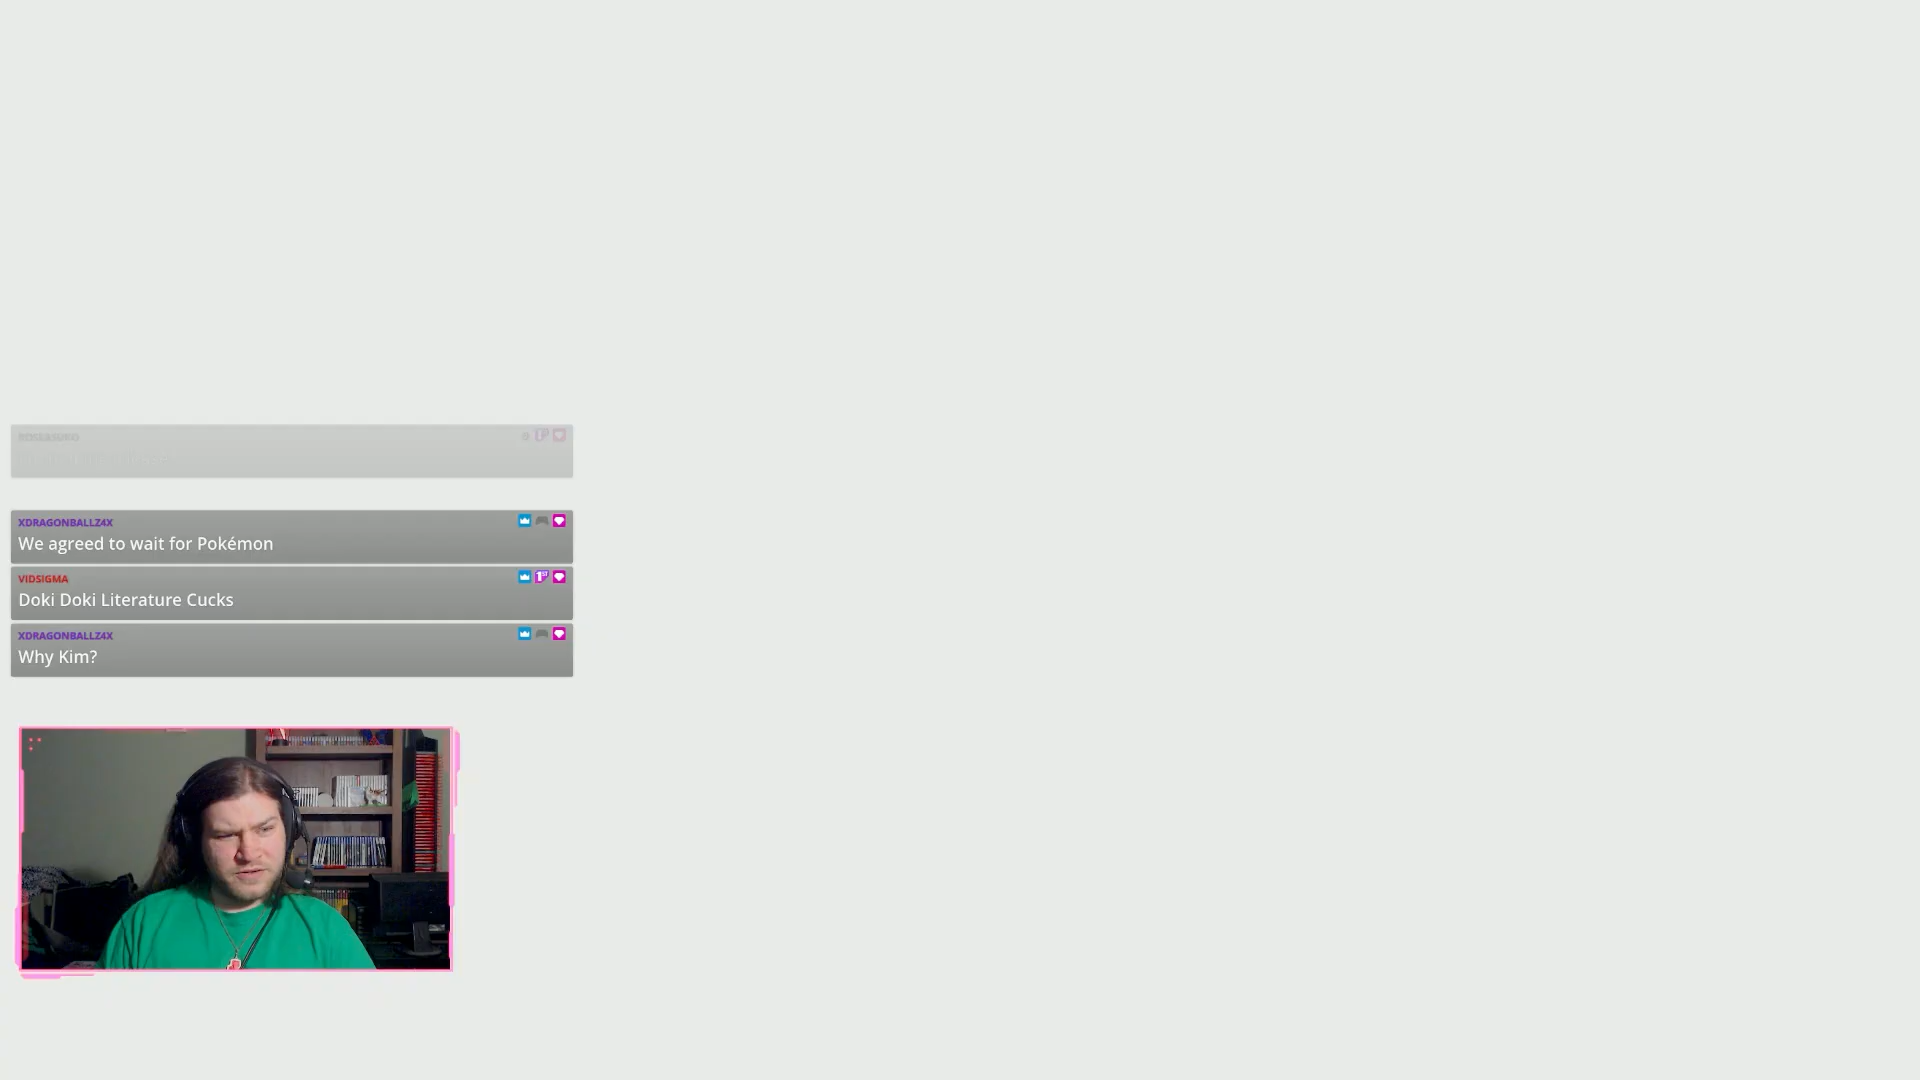 XDRAGONBALLZ4X
We agreed to wait for Pokémon
VIDSIGMA
Doki Doki Literature Cucks
XDRAGONBALLZ4X
Why Kim?